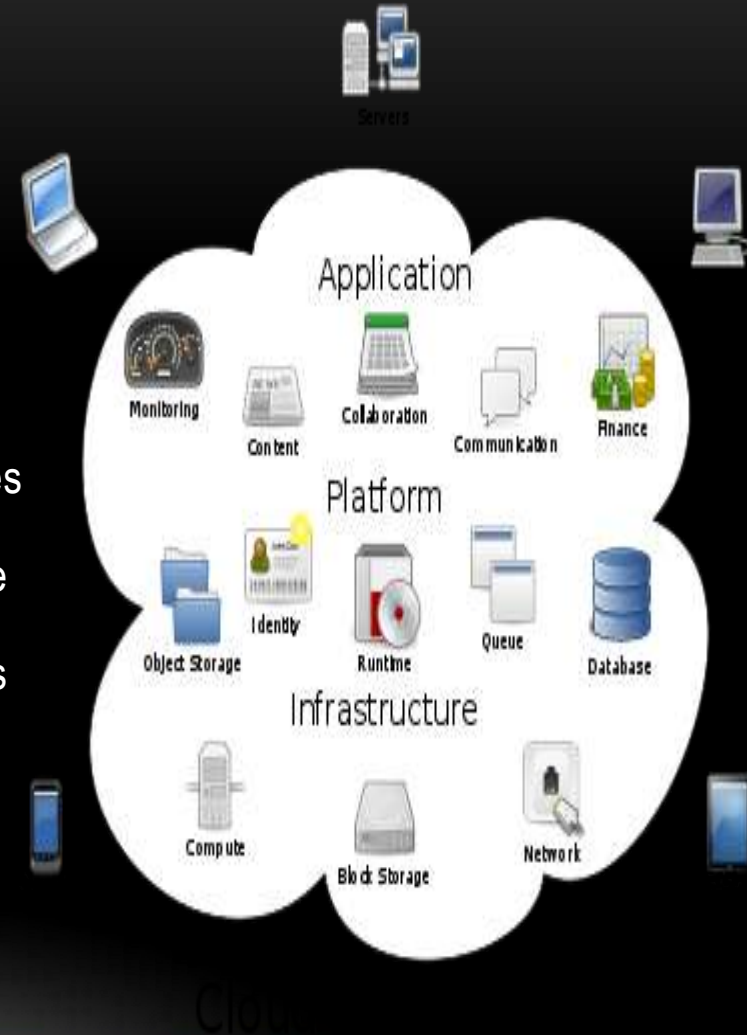 Servers
Application
Monitoring
Content
Collaboration
Communication
Finance
es
Platform
e
Object Storage
Identity
Runtime
Queue
Database
s
Infrastructure
Compute
Block Storage
Network